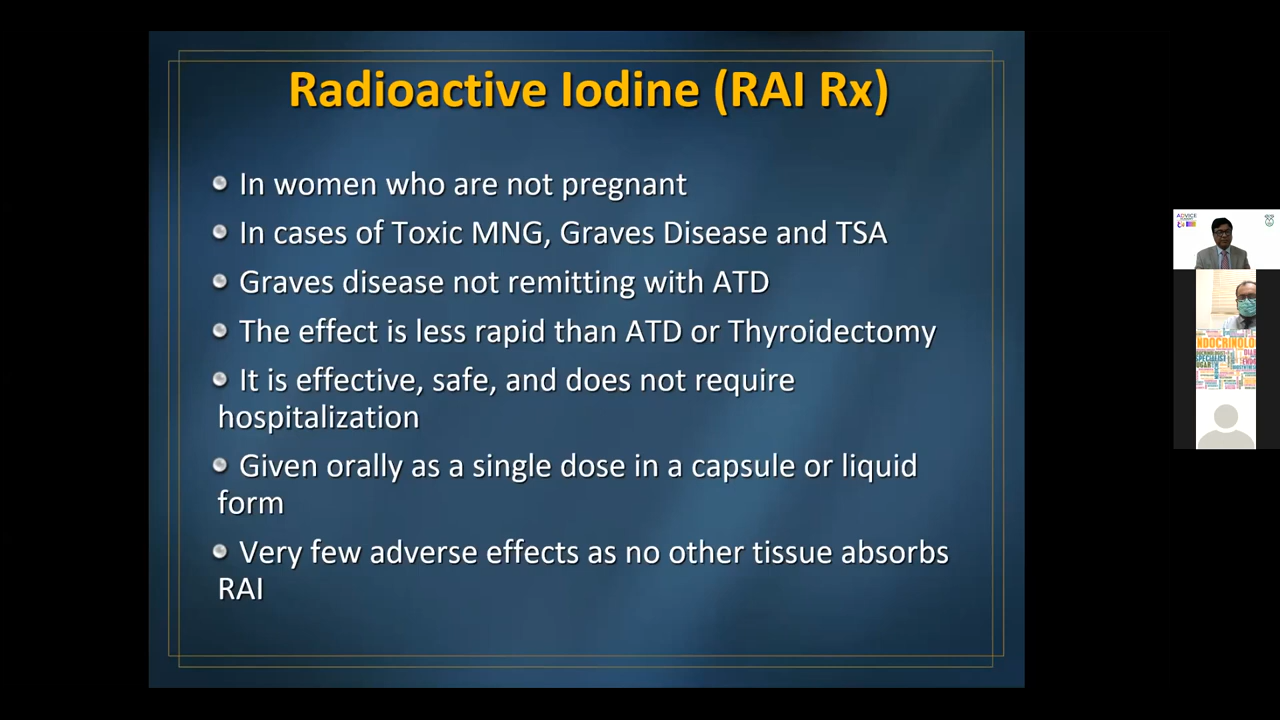 Radioactive Iodine (RAI Rx)
In women who are not pregnant
In cases of Toxic MNG, Graves Disease and TSA
Graves disease not remitting with ATD
The effect is less rapid than ATD or Thyroidectomy
It is effective, safe, and does not require
hospitalization
Given orally as a single dose in a capsule or liquid
form
Very few adverse effects as no other tissue absorbs
RAI
ADVICE